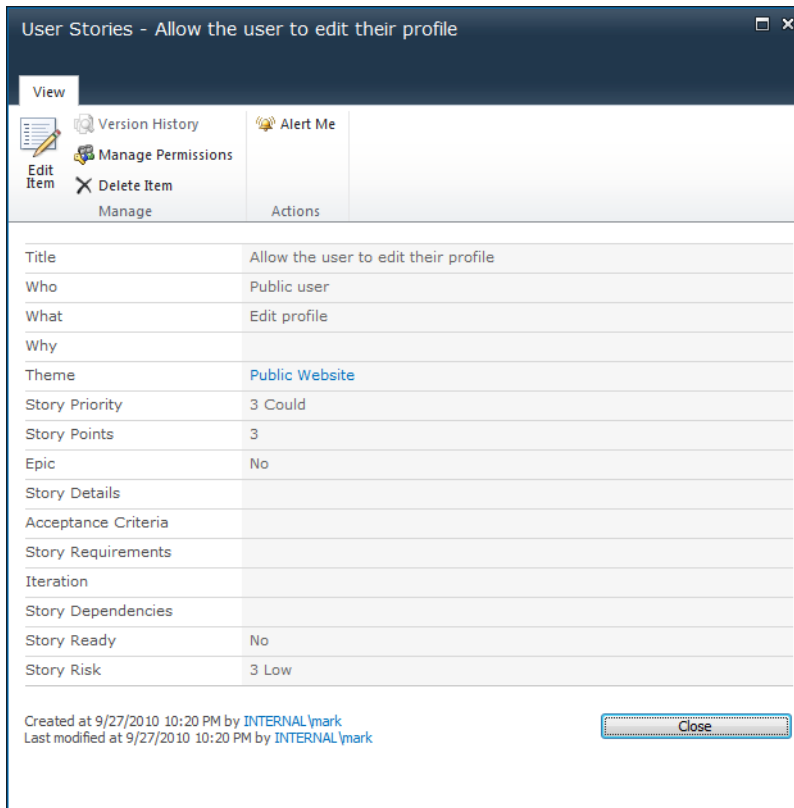 User Stories - Allow the user to edit their profile
View
Version History
Alert Me
Manage Permissions
Edit
Item
Delete Item
Manage
Actions
Title Allow the user to edit their profile
Who Public user
What Edit profile
Why
Theme Public Website
Story Priority 3 Could
Story Points 3
Epic No
Story Details
Acceptance Criteria
Story Requirements
Iteration
Story Dependencies
Story Ready No
Story Risk 3 Low
Created at 9/27/2010 10:20 PM by INTERNAL\mark
Close
Last modified at 9/27/2010 10:20 PM by INTERNAL\mark